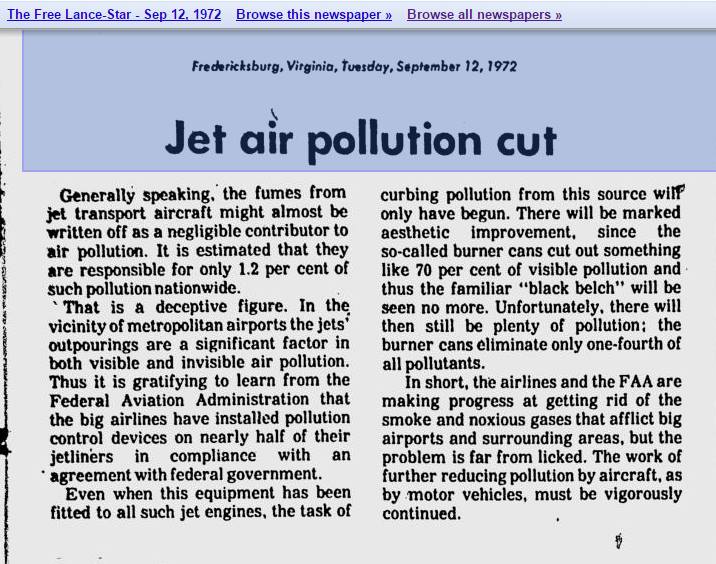 The Free Lance-Star - Sep 12, 1972 Browse this newspaper » Browse all newspapers »
Fredericksburg, Virginia, Tuesday, September 12, 1972
Jet air pollution cut
Generally speaking, the fumes from
jet transport aircraft might almost be
written off as a negligible contributor to
air pollution. It is estimated that they
are responsible for only 1.2 per cent of
such pollution nationwide.
That is a deceptive figure. In the
vicinity of metropolitan airports the jets'
outpourings are a significant factor in
both visible and invisible air pollution.
Thus it is gratifying to learn from the
Federal Aviation Administration that
the big airlines have installed pollution
control devices on nearly half of their
jetliners in compliance with an
agreement with federal government.
Even when this equipment has been
fitted to all such jet engines, the task of
curbing pollution from this source will
only have begun. There will be marked
aesthetic improvement, since the
so-called burner cans cut out something
like 70 per cent of visible pollution and
thus the familiar "black belch" will be
seen no more. Unfortunately, there will
then still be plenty of pollution; the
burner cans eliminate only one-fourth of
all pollutants.
In short, the airlines and the FAA are
making progress at getting rid of the
smoke and noxious gases that afflict big
airports and surrounding areas, but the
problem is far from licked. The work of
further reducing pollution by aircraft, as
by motor vehicles, must be vigorously
continued.